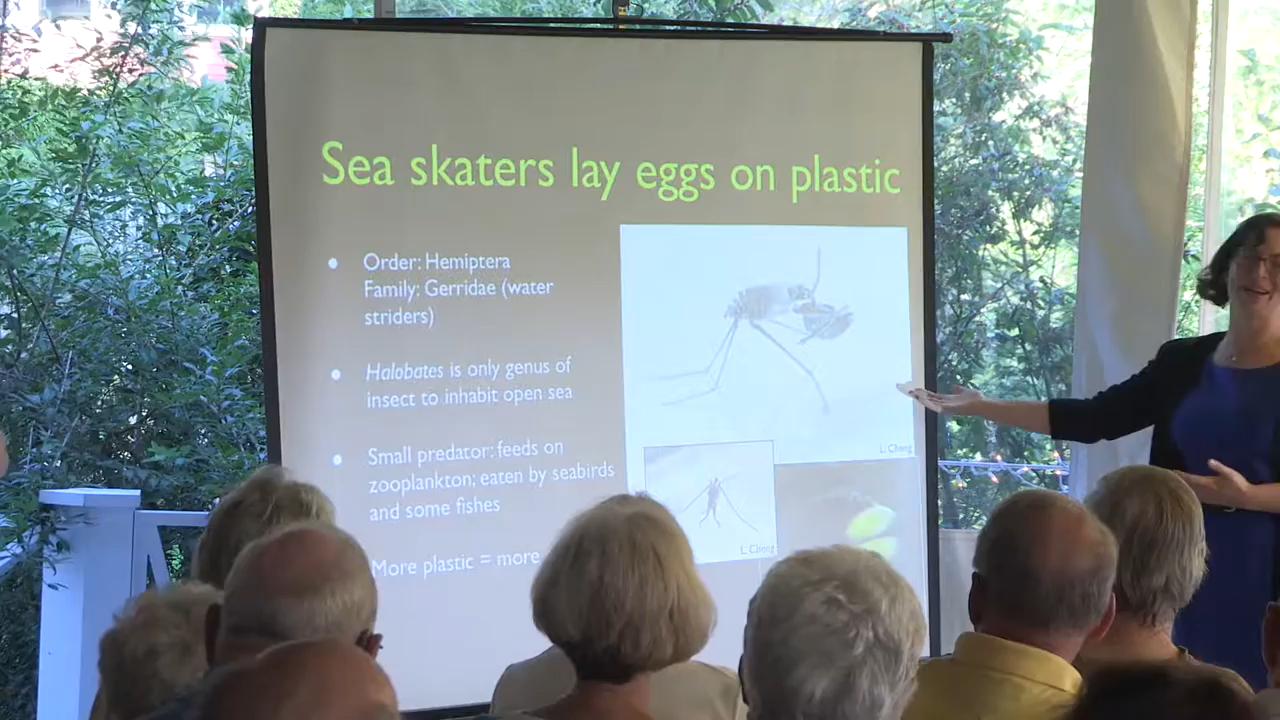 Sea skaters lay eggs on plastic
Order: Hemiptera
Family: Gerridae (water
striders)
Halobates is only genus of
insect to inhabit open sea
Small predator: feeds on
zooplankton; eaten by seabirds
and some fishes
More plastic = more
L. Cheng
L. Cheng